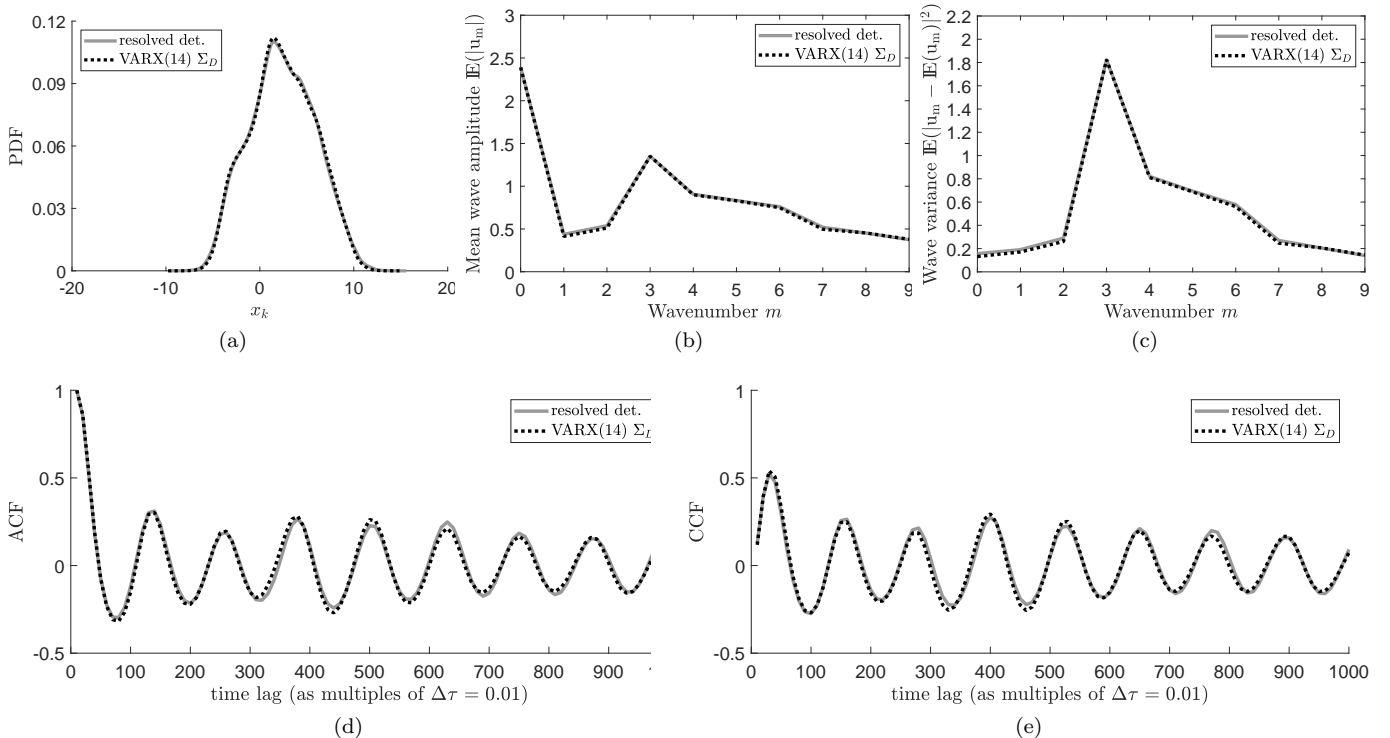 0.12
0.09
0.06
0.03
0
PDF
resolved det.
VARX(14) Σ_D
-20 -10 0 10 20
x_k
(a)
3
2.5
2
1.5
1
0.5
0
Mean wave amplitude 𝔼(|u_m|)
resolved det.
VARX(14) Σ_D
0 1 2 3 4 5 6 7 8 9
Wavenumber m
(b)
2.2
2
1.8
1.6
1.4
1.2
1
0.8
0.6
0.4
0.2
0
Wave variance 𝔼(|u_m − 𝔼(u_m)|²)
resolved det.
VARX(14) Σ_D
0 1 2 3 4 5 6 7 8 9
Wavenumber m
(c)
1
0.5
0
-0.5
ACF
resolved det.
VARX(14) Σ
0 100 200 300 400 500 600 700 800 900
time lag (as multiples of Δτ = 0.01)
(d)
1
0.5
0
-0.5
CCF
resolved det.
VARX(14) Σ_D
0 100 200 300 400 500 600 700 800 900 1000
time lag (as multiples of Δτ = 0.01)
(e)